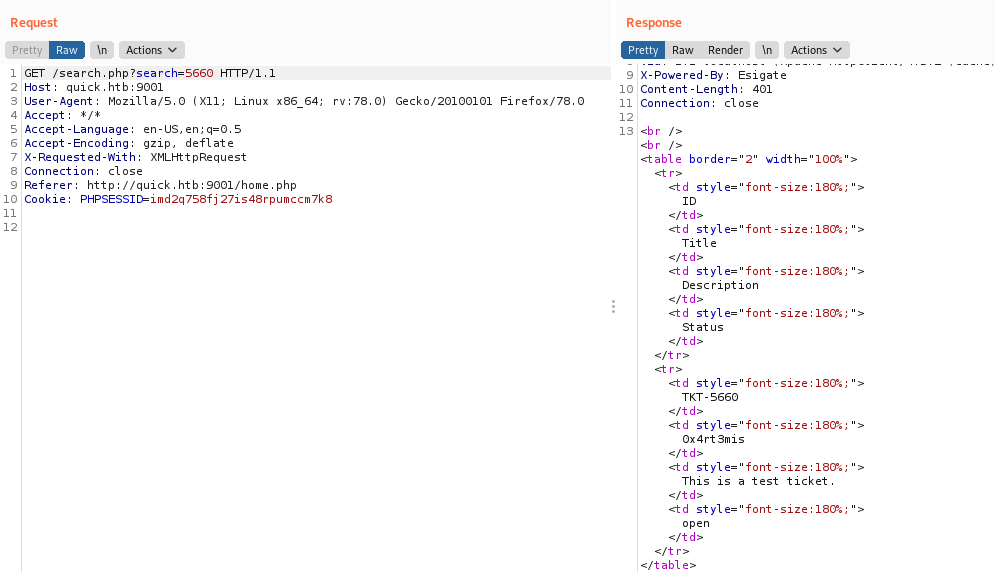 Request
Pretty Raw \n Actions
1 GET /search.php?search=5660 HTTP/1.1
2 Host: quick.htb:9001
3 User-Agent: Mozilla/5.0 (X11; Linux x86_64; rv:78.0) Gecko/20100101 Firefox/78.0
4 Accept: */*
5 Accept-Language: en-US,en;q=0.5
6 Accept-Encoding: gzip, deflate
7 X-Requested-With: XMLHttpRequest
8 Connection: close
9 Referer: http://quick.htb:9001/home.php
10 Cookie: PHPSESSID=imd2q758fj27is48rpumccm7k8
11
12
Response
Pretty Raw Render \n Actions
9 X-Powered-By: Esigate
10 Content-Length: 401
11 Connection: close
12
13 <br />
<br />
<table border="2" width="100%">
<tr>
<td style="font-size:180%;">
ID
</td>
<td style="font-size:180%;">
Title
</td>
<td style="font-size:180%;">
Description
</td>
<td style="font-size:180%;">
Status
</td>
</tr>
<tr>
<td style="font-size:180%;">
TKT-5660
</td>
<td style="font-size:180%;">
0x4rt3mis
</td>
<td style="font-size:180%;">
This is a test ticket.
</td>
<td style="font-size:180%;">
open
</td>
</tr>
</table>